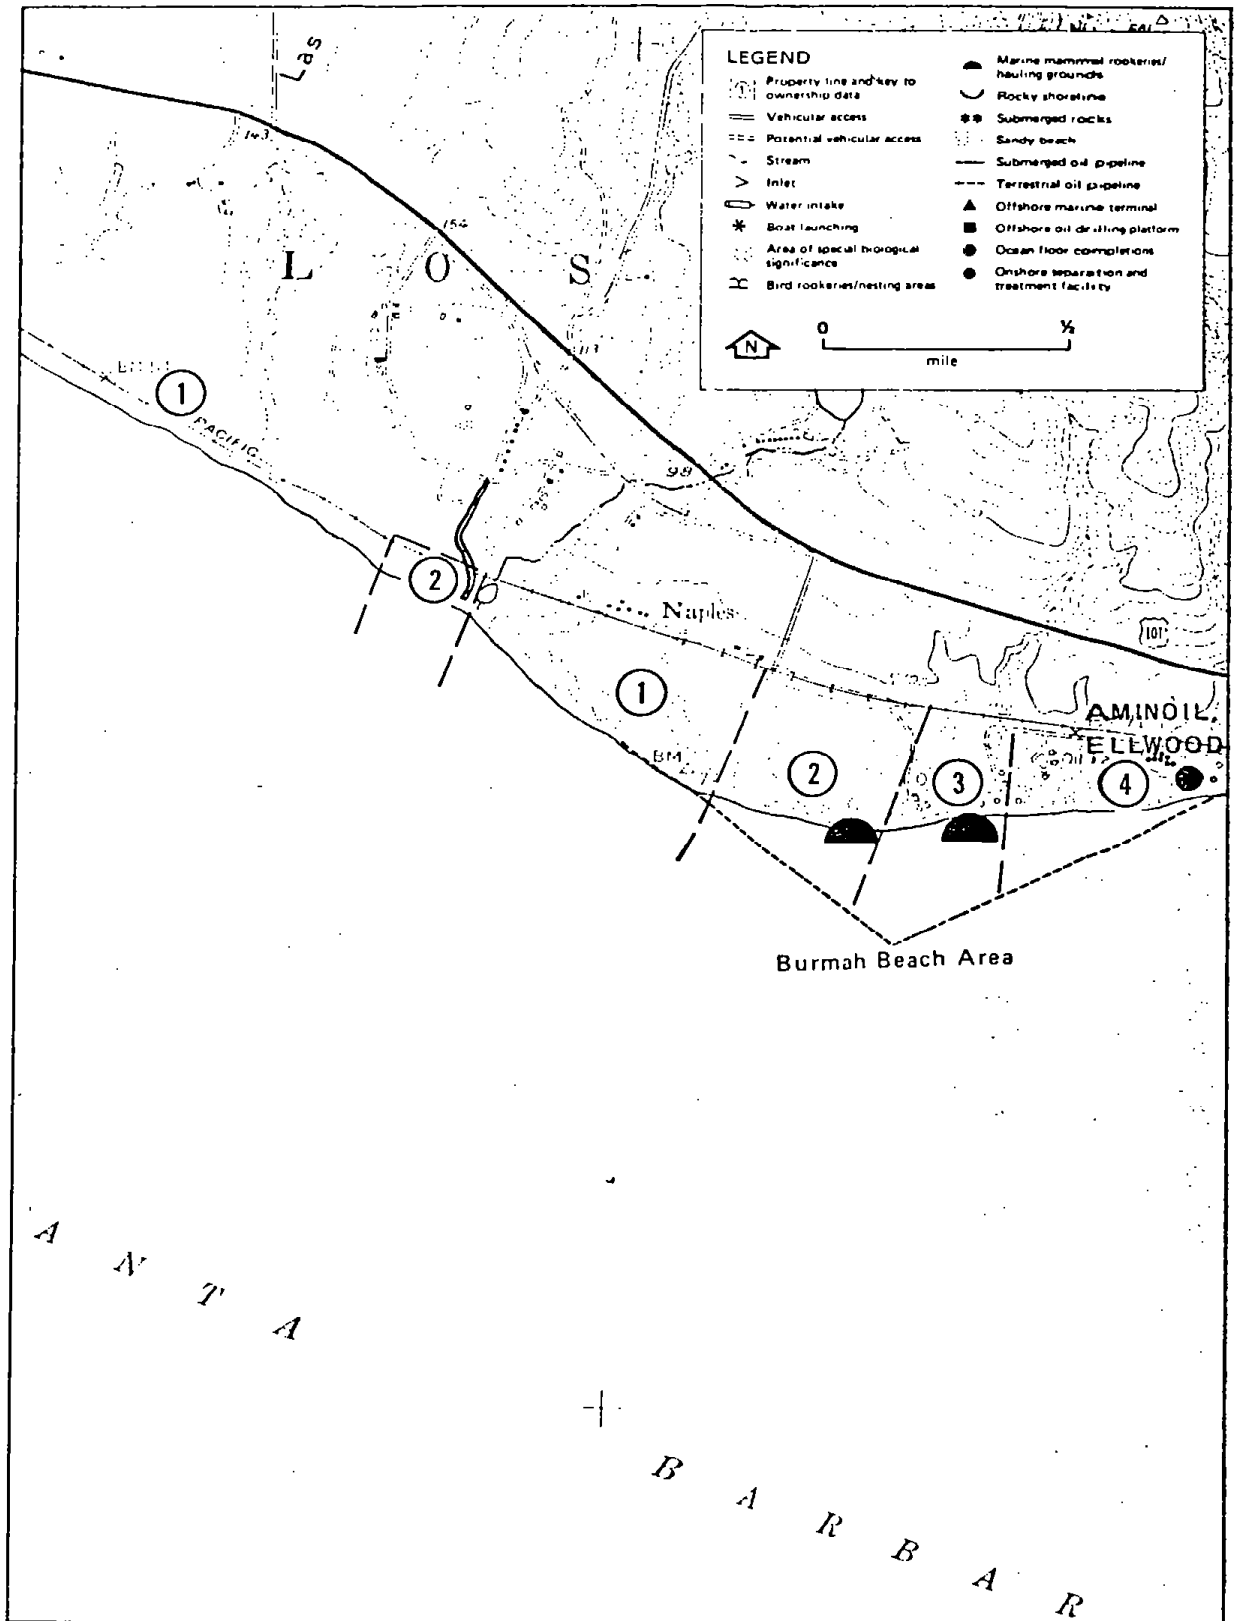 Las
LEGEND
Property line and key to
ownership data
Vehicular access
Potential vehicular access
Stream
Inlet
Water intake
Boat launching
Area of special biological
significance
Bird rookeries/nesting areas
Marine mammal rookeries/
hauling grounds
Rocky shoreline
Submerged rocks
Sandy beach
Submerged oil pipeline
Terrestrial oil pipeline
Offshore marine terminal
Offshore oil drilling platform
Ocean floor completions
Onshore separation and
treatment facility
N
0 ½
mile
143
154
L O S
113
1
PACIFIC
98
2
Naples
101
1
BM
AMINOIL,
ELLWOOD
2
3
4
Burmah Beach Area
A N T A
B A R B A R